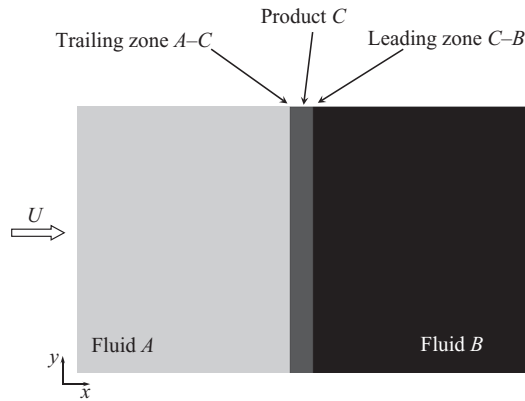 Product C
Trailing zone A–C
Leading zone C–B
U
Fluid A
Fluid B
y
x